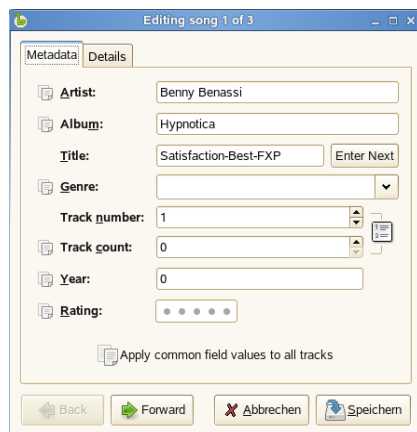 Editing song 1 of 3
Metadata Details
Artist: Benny Benassi
Album: Hypnotica
Title: Satisfaction-Best-FXP Enter Next
Genre:
Track number: 1
Track count: 0
Year: 0
Rating:
Apply common field values to all tracks
Back Forward Abbrechen Speichern